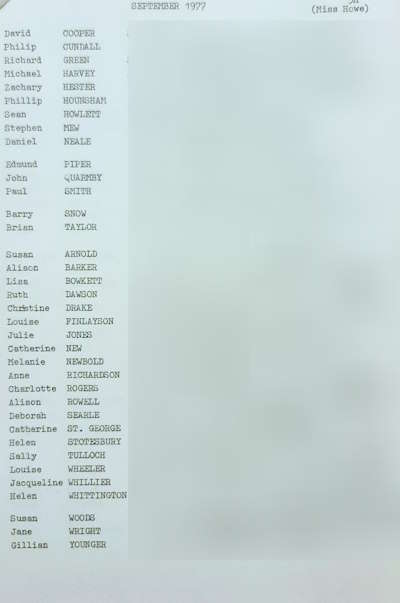 SEPTEMBER 1977
(Miss Howe)
David COOPER
Philip CUNDALL
Richard GREEN
Michael HARVEY
Zachary HESTER
Phillip HOUNSHAM
Sean HOWLETT
Stephen MEW
Daniel NEALE
Edmund PIPER
John QUARMBY
Paul SMITH
Barry SNOW
Brian TAYLOR
Susan ARNOLD
Alison BARKER
Lisa BOWKETT
Ruth DAWSON
Christine DRAKE
Louise FINLAYSON
Julie JONES
Catherine NEW
Melanie NEWBOLD
Anne RICHARDSON
Charlotte ROGERS
Alison ROWELL
Deborah SEARLE
Catherine ST. GEORGE
Helen STOTESBURY
Sally TULLOCH
Louise WHEELER
Jacqueline WHILLIER
Helen WHITTINGTON
Susan WOODS
Jane WRIGHT
Gillian YOUNGER